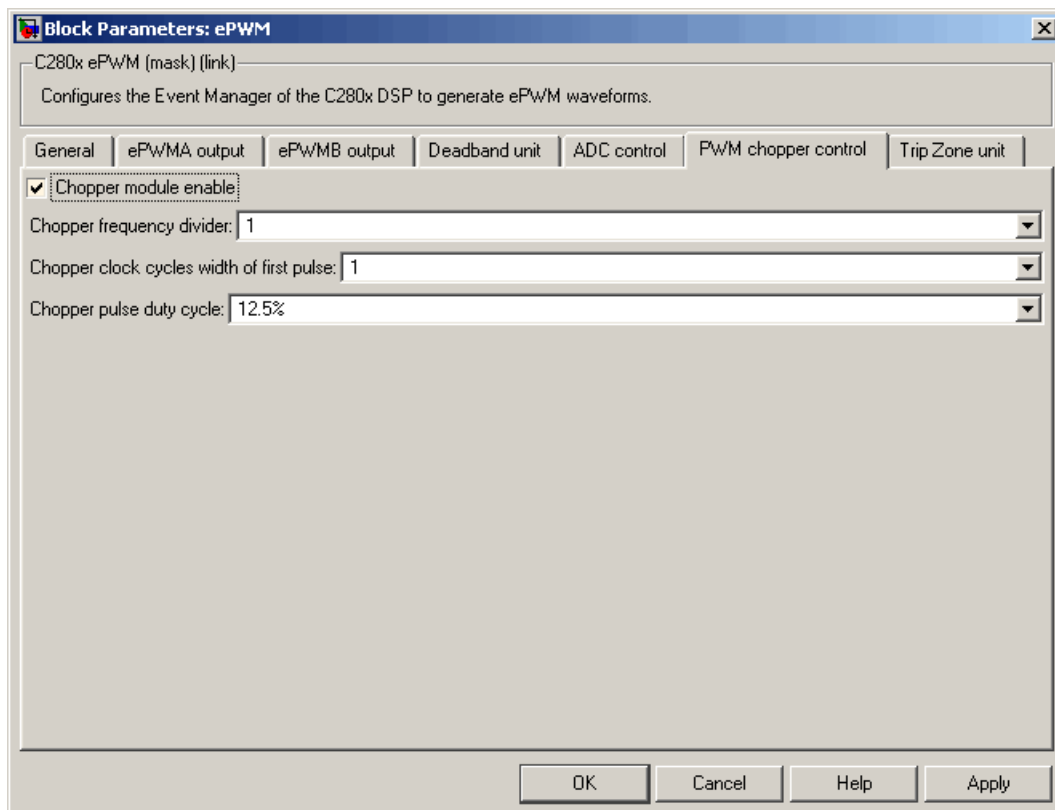 Block Parameters: ePWM
C280x ePWM (mask) (link)
Configures the Event Manager of the C280x DSP to generate ePWM waveforms.
General ePWMA output ePWMB output Deadband unit ADC control PWM chopper control Trip Zone unit
Chopper module enable
Chopper frequency divider: 1
Chopper clock cycles width of first pulse: 1
Chopper pulse duty cycle: 12.5%
OK Cancel Help Apply